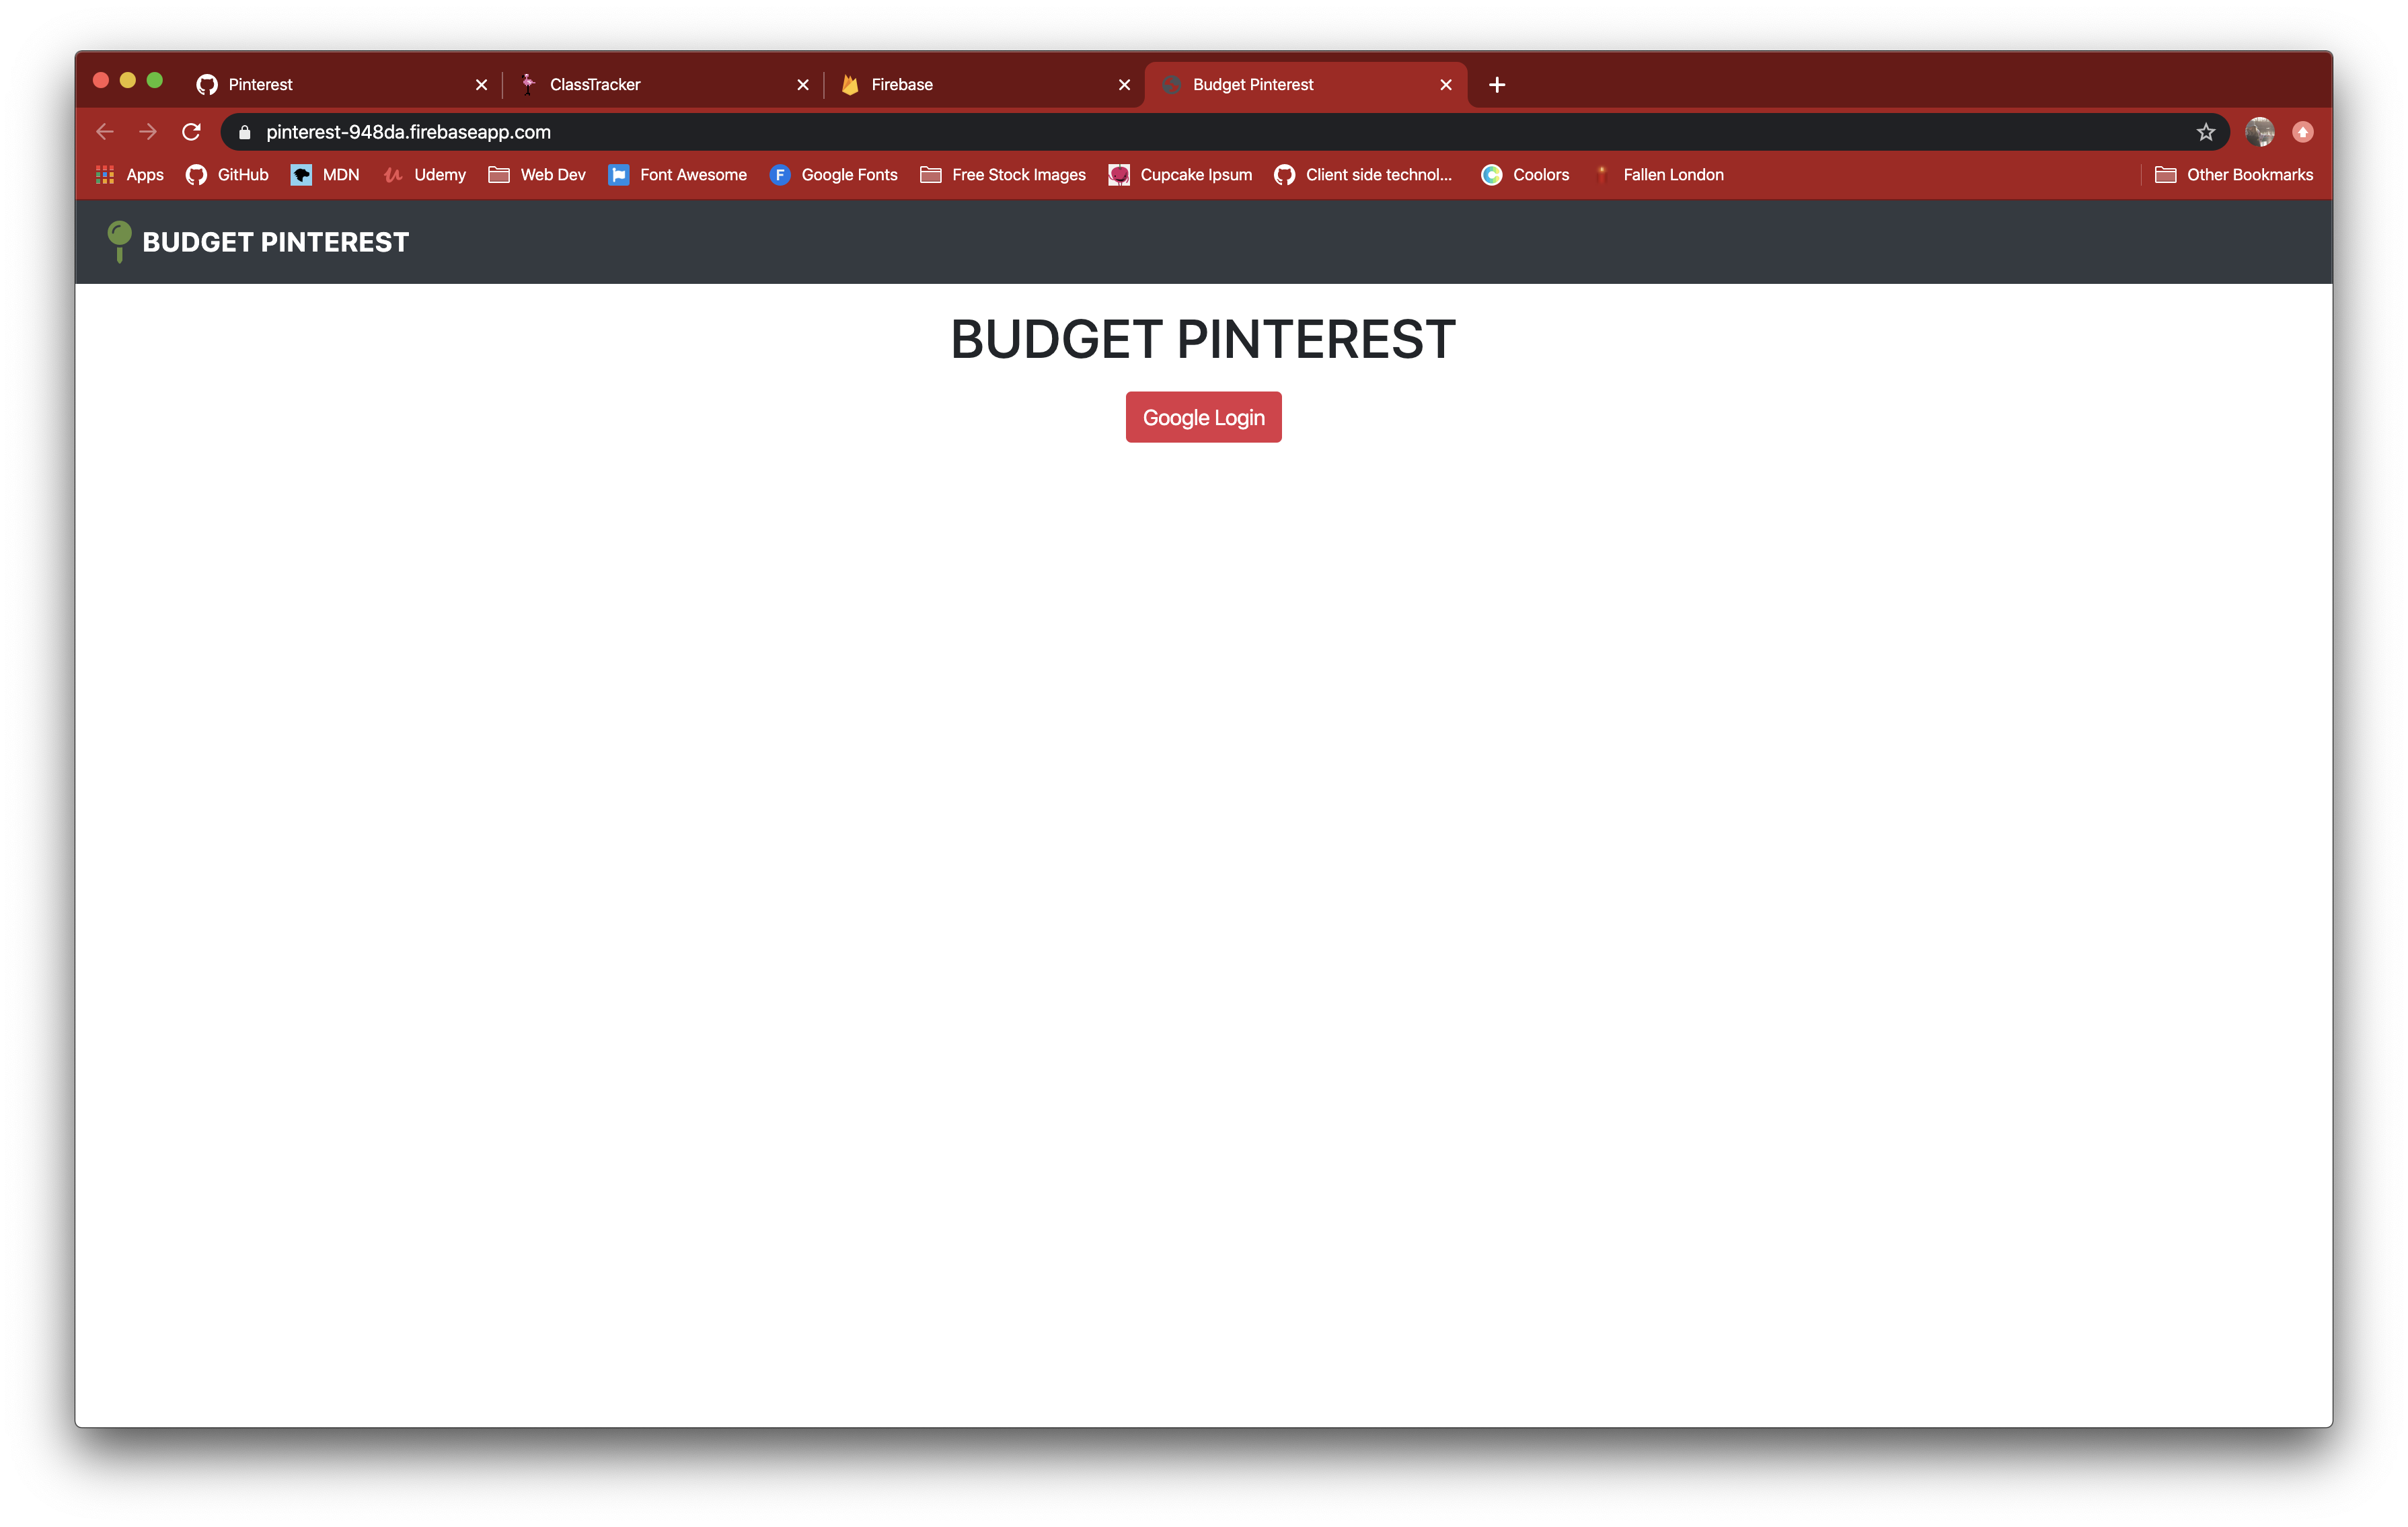 Pinterest
ClassTracker
Firebase
Budget Pinterest
pinterest-948da.firebaseapp.com
Apps GitHub MDN Udemy Web Dev Font Awesome Google Fonts Free Stock Images Cupcake Ipsum Client side technol... Coolors Fallen London Other Bookmarks
BUDGET PINTEREST
BUDGET PINTEREST
Google Login